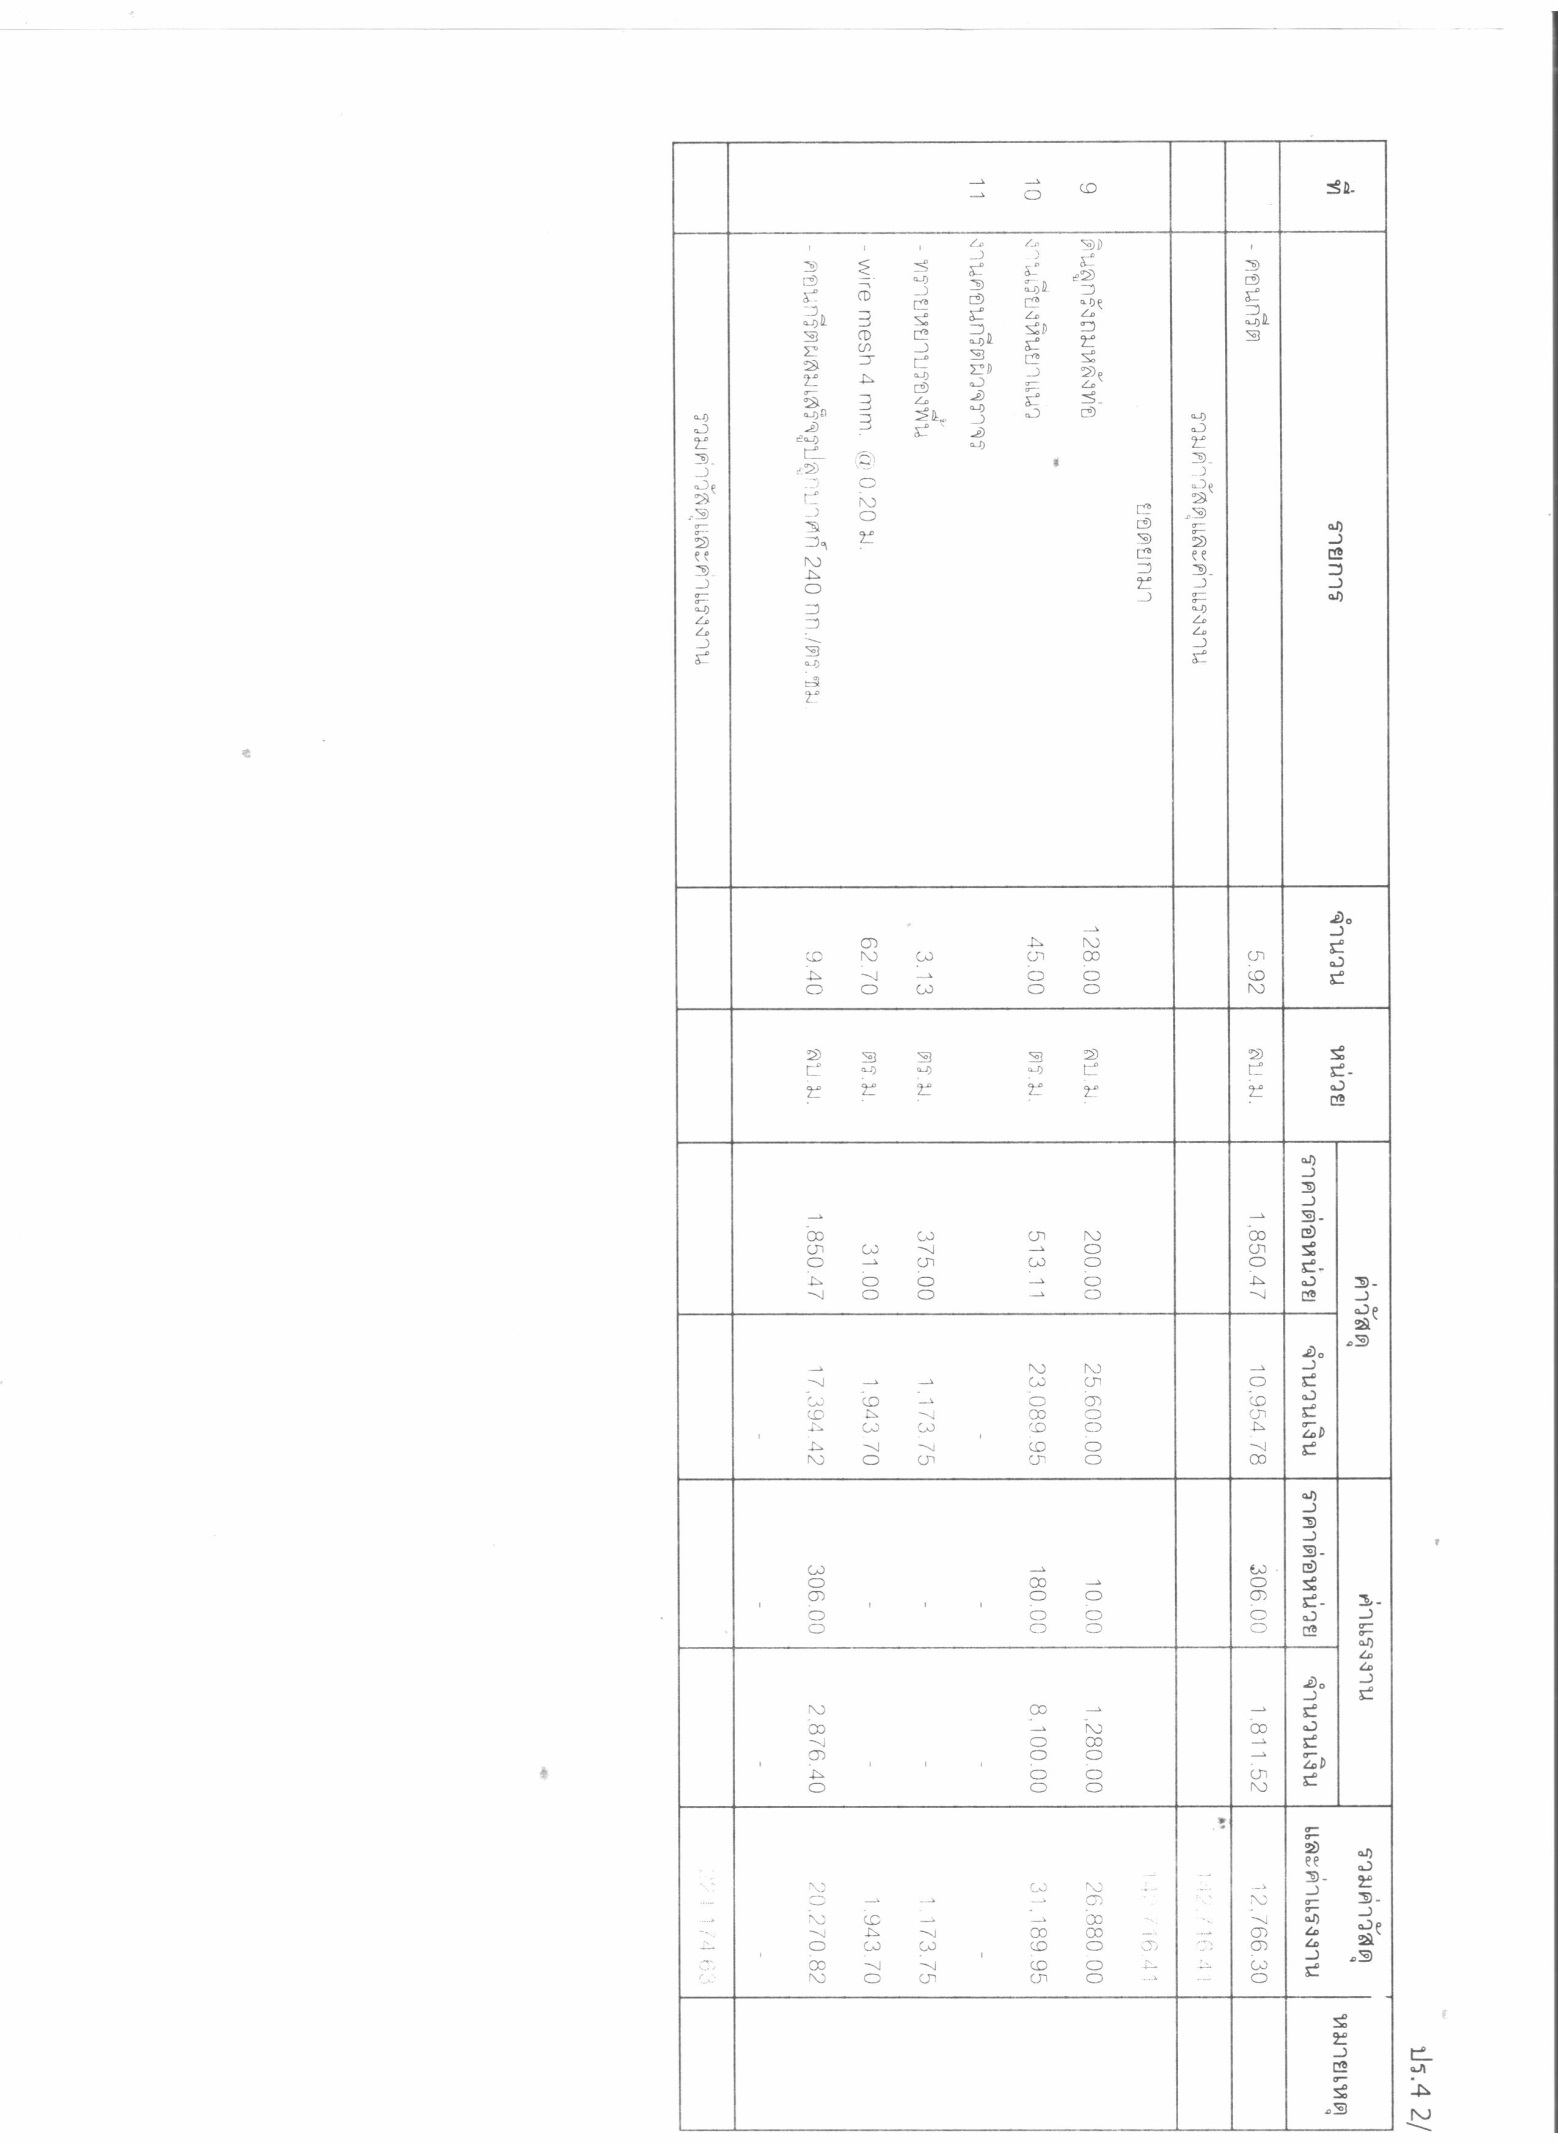 ปร.4 2/
ที่ รายการ จำนวน หน่วย ค่าวัสดุ ค่าแรงงาน รวมค่าวัสดุ หมายเหตุ
ราคาต่อหน่วย จำนวนเงิน ราคาต่อหน่วย จำนวนเงิน และค่าแรงงาน
- คอนกรีต 5.92 ลบ.ม. 1,850.47 10,954.78 306.00 1,811.52 12,766.30
รวมค่าวัสดุและค่าแรงงาน 142,716.41
ยอดยกมา 142,716.41
9 ดินลูกรังถมหลังท่อ 128.00 ลบ.ม. 200.00 25,600.00 10.00 1,280.00 26,880.00
10 งานเรียงหินยาแนว 45.00 ตร.ม. 513.11 23,089.95 180.00 8,100.00 31,189.95
11 งานคอนกรีตผิวจราจร - - - -
- ทรายหยาบรองพื้น 3.13 ตร.ม. 375.00 1,173.75 - - 1,173.75
- wire mesh 4 mm. @ 0.20 ม. 62.70 ตร.ม. 31.00 1,943.70 - - 1,943.70
- คอนกรีตผสมเสร็จรูปลูกบาศก์ 240 กก./ตร.ซม. 9.40 ลบ.ม. 1,850.47 17,394.42 306.00 2,876.40 20,270.82
- - - -
รวมค่าวัสดุและค่าแรงงาน